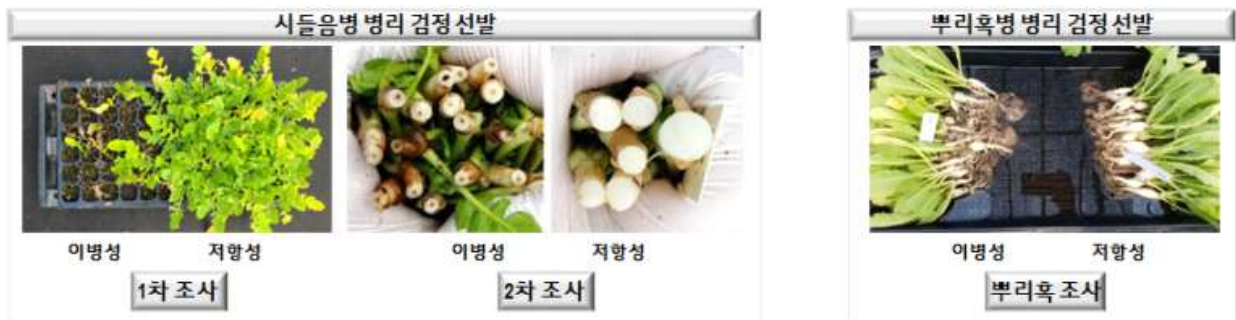 시들음병 병리 검정 선발
이병성 저항성
1차 조사
이병성 저항성
2차 조사
뿌리혹병 병리 검정 선발
이병성 저항성
뿌리혹 조사